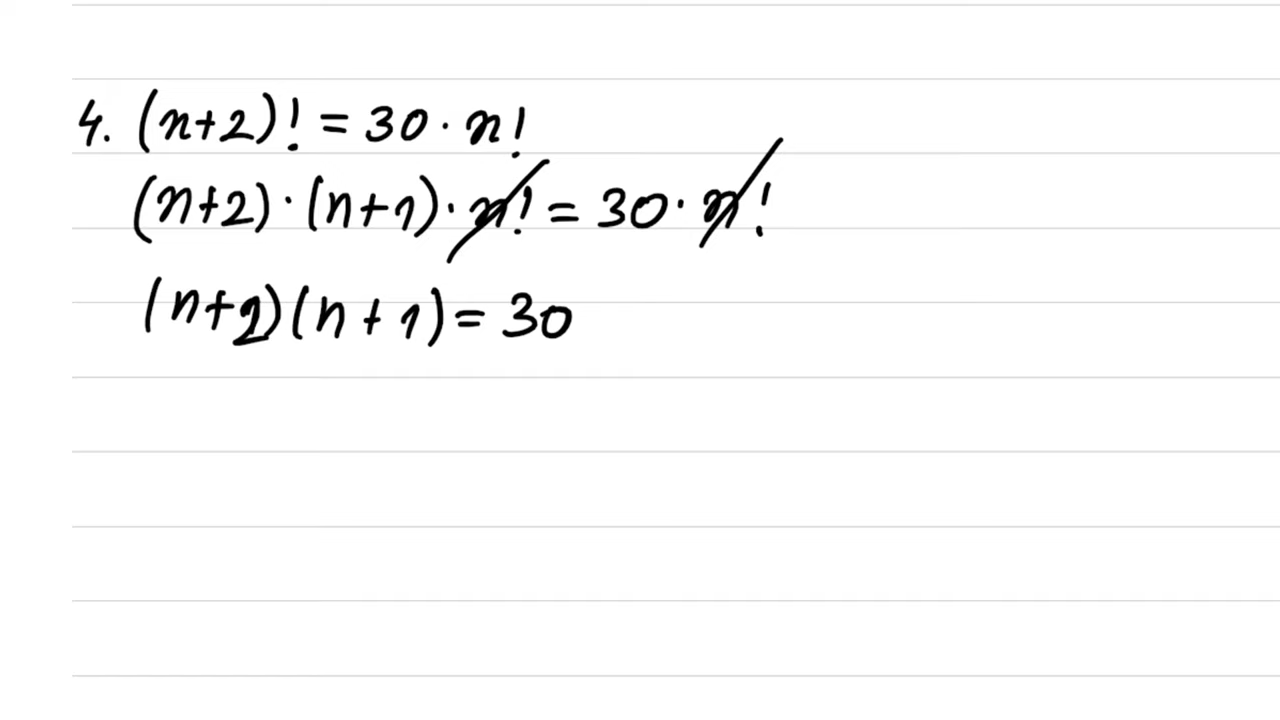 4. (n+2)! = 30 · n!
(n+2) · (n+1) · n! = 30 · n!
(n+2)(n+1) = 30